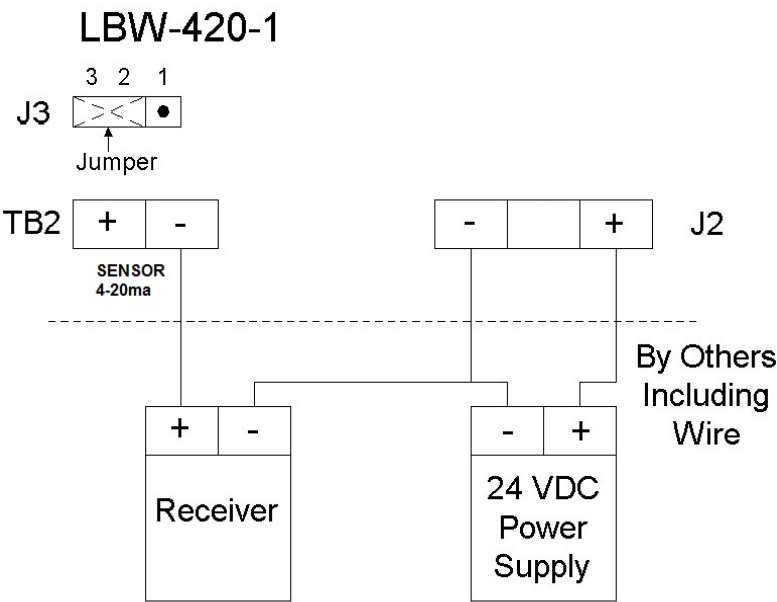 LBW-420-1
3 2 1
J3
Jumper
TB2 + - - + J2
SENSOR
4-20ma
By Others
Including
Wire
+ - - +
Receiver
24 VDC
Power
Supply